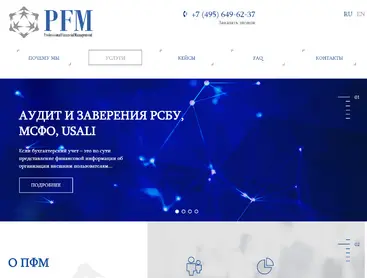 PFM
Professional Financial Management
+7 (495) 649-62-37
Заказать звонок
RU EN
ПОЧЕМУ МЫ
УСЛУГИ
КЕЙСЫ
FAQ
КОНТАКТЫ
01
АУДИТ И ЗАВЕРЕНИЯ РСБУ,
МСФО, USALI
Если бухгалтерский учет – это по сути
представление финансовой информации об
организации внешним пользователям...
ПОДРОБНЕЕ
02
О ПФМ